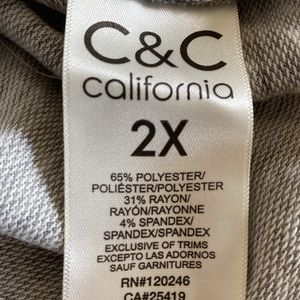 C&C
california
2X
65% POLYESTER/
POLIÉSTER/POLYESTER
31% RAYON/
RAYÓN/RAYONNE
4% SPANDEX/
SPANDEX/SPANDEX
EXCLUSIVE OF TRIMS
EXCEPTO LAS ADORNOS
SAUF GARNITURES
RN#120246
CA#25419